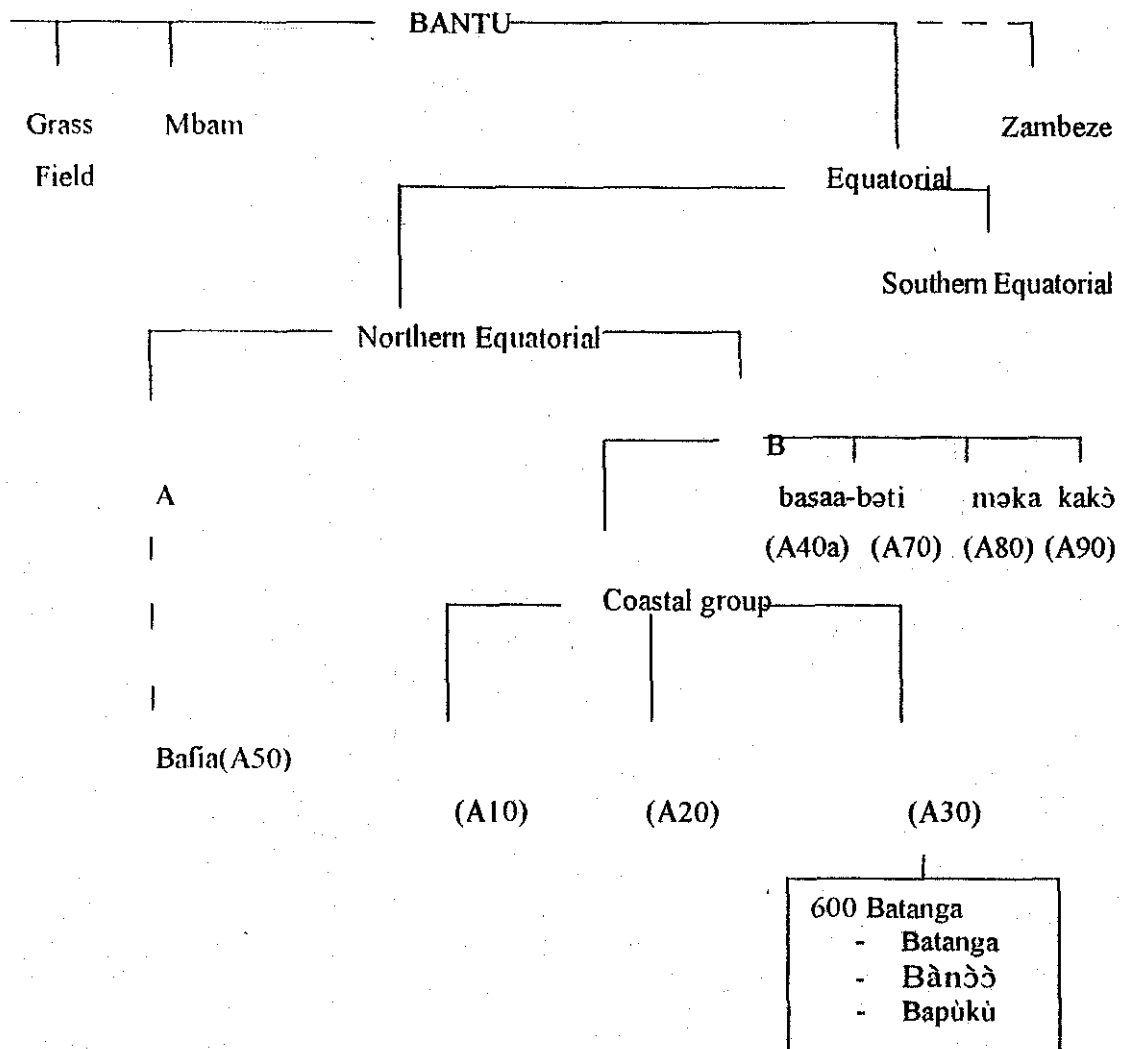 BANTU
Grass Mbam Zambeze
Field Equatorial
Southern Equatorial
Northern Equatorial
B
A basaa-bəti məka kakɔ̀
(A40a) (A70) (A80) (A90)
Coastal group
Bafia(A50)
(A10) (A20) (A30)
600 Batanga
- Batanga
- Bànɔ̀ɔ̀
- Bapùkù